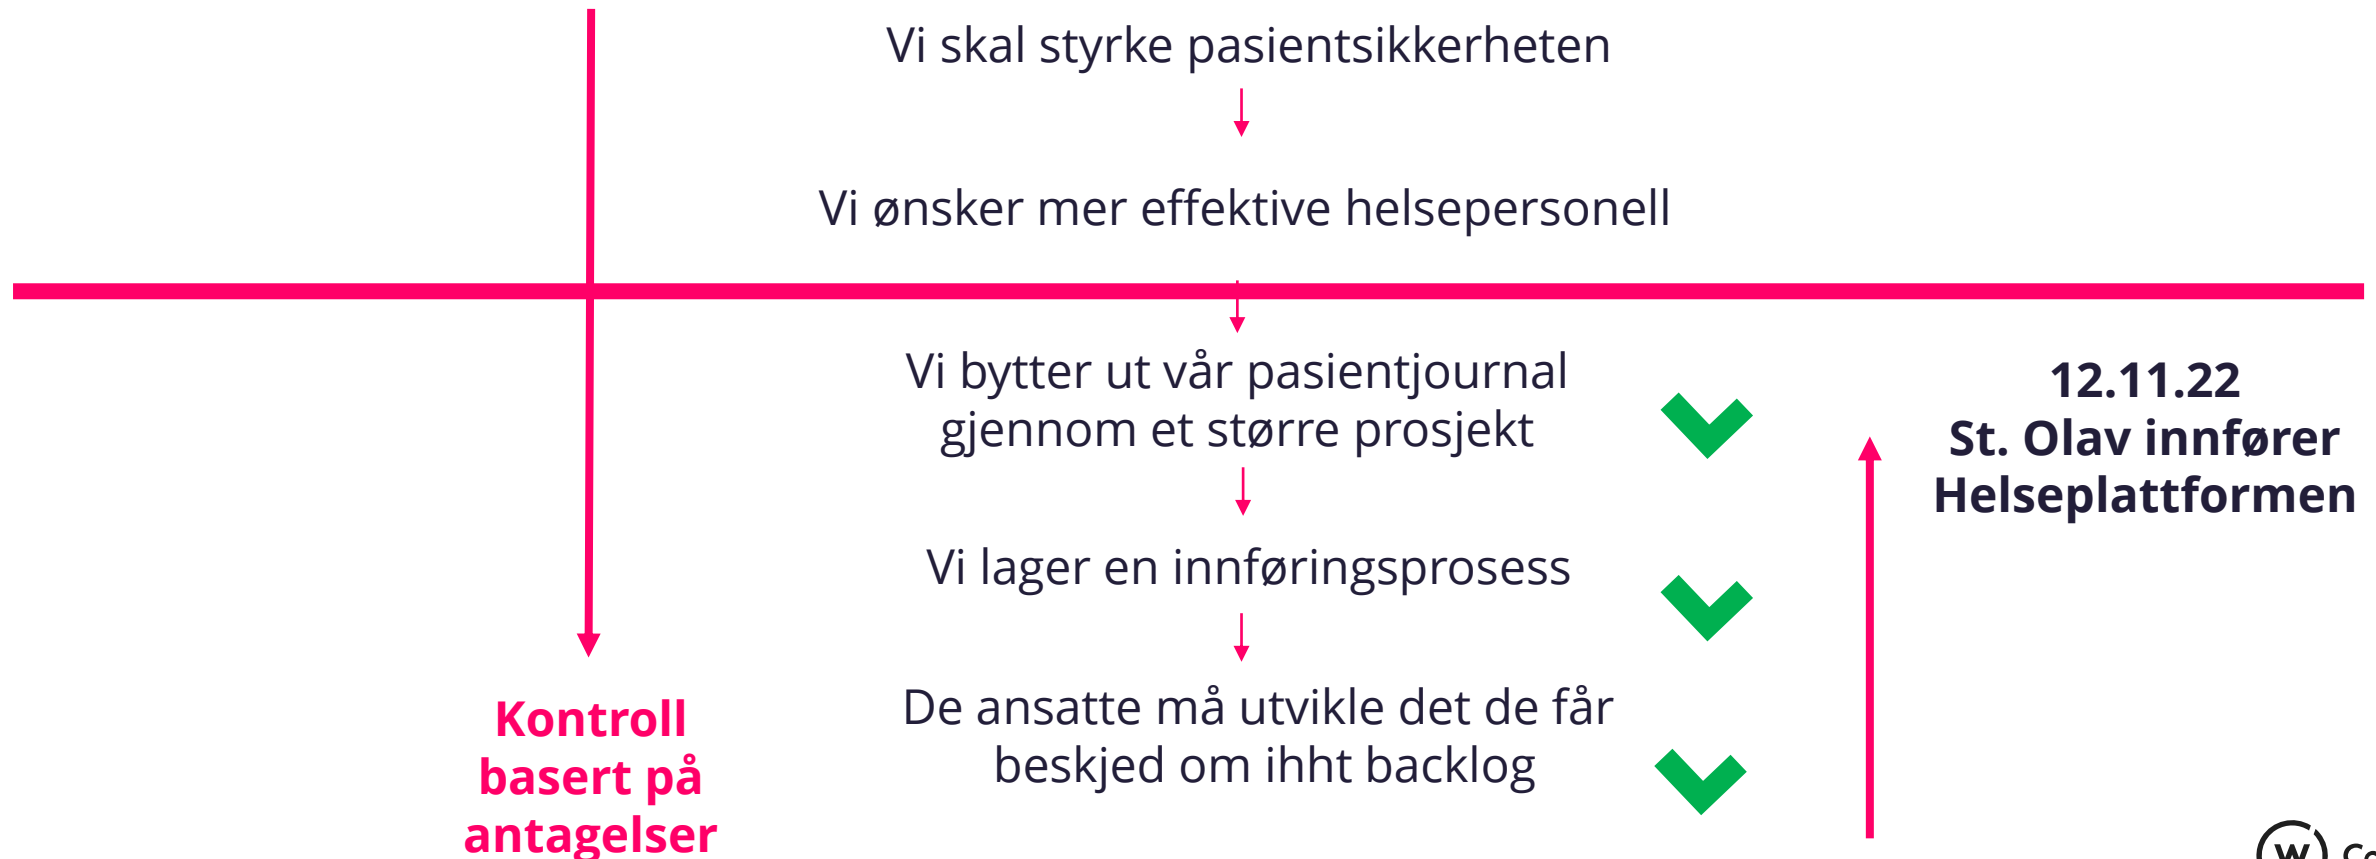 Vi skal styrke pasientsikkerheten
Vi ønsker mer effektive helsepersonell
Vi bytter ut vår pasientjournal
gjennom et større prosjekt
Vi lager en innføringsprosess
De ansatte må utvikle det de får
beskjed om ihht backlog
Kontroll
basert på
antagelser
12.11.22
St. Olav innfører
Helseplattformen
W